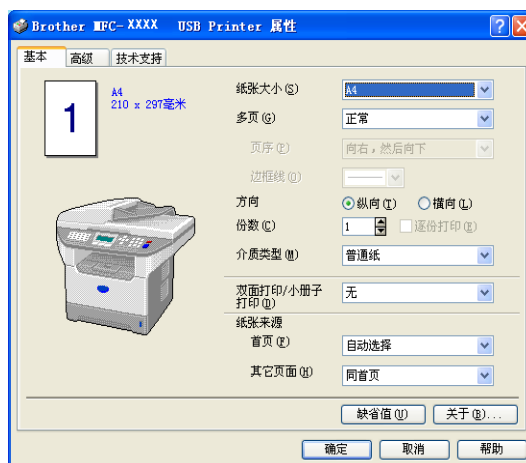 Brother MFC-XXXX USB Printer 属性
基本 高级 技术支持
1
A4
210 x 297毫米
纸张大小(S) A4
多页(G) 正常
页序(P) 向右，然后向下
边框线(O)
方向 纵向(T) 横向(L)
份数(C) 1 逐份打印(E)
介质类型(M) 普通纸
双面打印/小册子
打印(D) 无
纸张来源
首页(F) 自动选择
其它页面(H) 同首页
缺省值(U) 关于(B)...
确定 取消 帮助